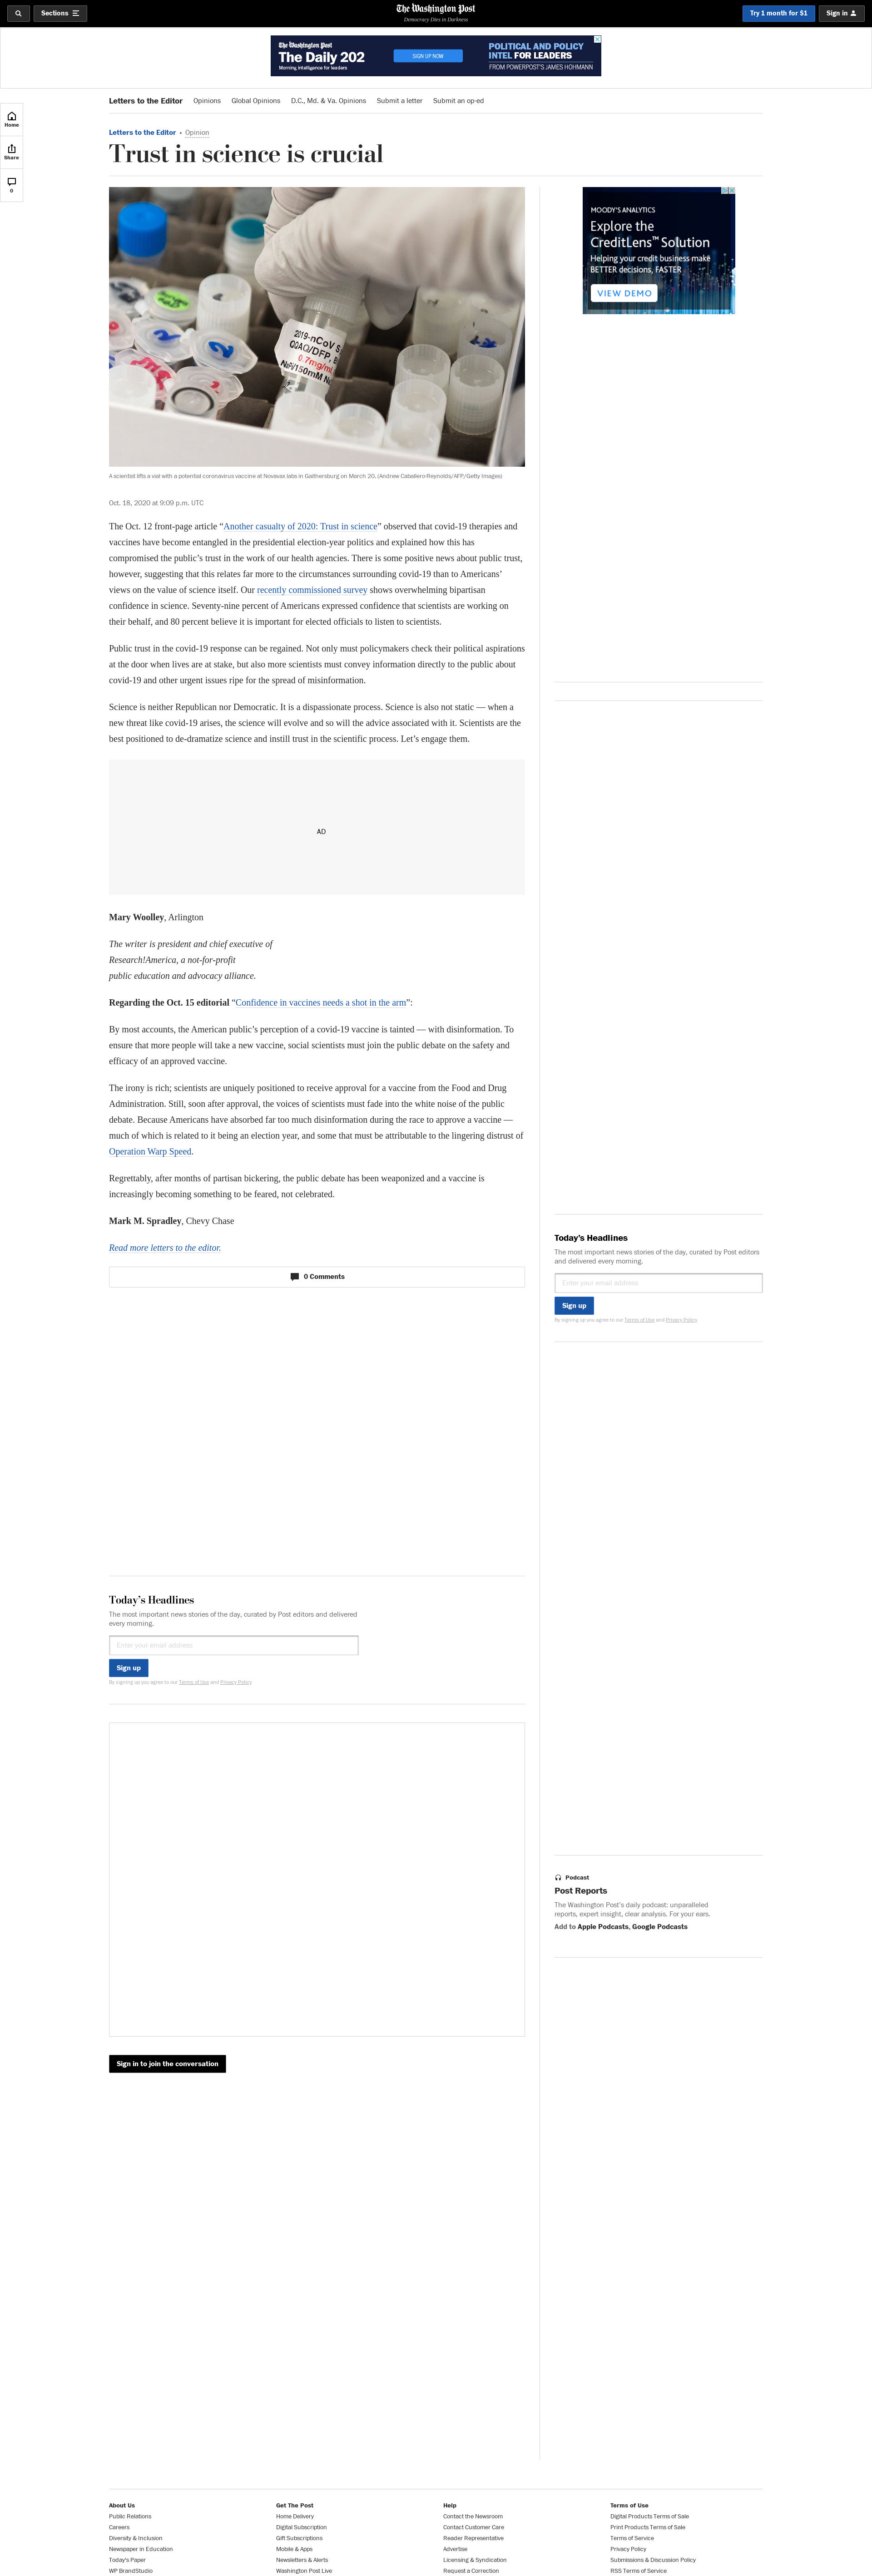 Sections
The Washington Post
Democracy Dies in Darkness
Try 1 month for $1
Sign in
The Washington Post
The Daily 202
Morning intelligence for leaders
SIGN UP NOW
POLITICAL AND POLICY
INTEL FOR LEADERS
FROM POWERPOST'S JAMES HOHMANN
Home
Share
0
Letters to the Editor Opinions Global Opinions D.C., Md. & Va. Opinions Submit a letter Submit an op-ed
Letters to the Editor • Opinion
Trust in science is crucial
2019-nCoV S
0.7mg/mL
A scientist lifts a vial with a potential coronavirus vaccine at Novavax labs in Gaithersburg on March 20. (Andrew Caballero-Reynolds/AFP/Getty Images)
Oct. 18, 2020 at 9:09 p.m. UTC
The Oct. 12 front-page article “Another casualty of 2020: Trust in science” observed that covid-19 therapies and
vaccines have become entangled in the presidential election-year politics and explained how this has
compromised the public’s trust in the work of our health agencies. There is some positive news about public trust,
however, suggesting that this relates far more to the circumstances surrounding covid-19 than to Americans’
views on the value of science itself. Our recently commissioned survey shows overwhelming bipartisan
confidence in science. Seventy-nine percent of Americans expressed confidence that scientists are working on
their behalf, and 80 percent believe it is important for elected officials to listen to scientists.
Public trust in the covid-19 response can be regained. Not only must policymakers check their political aspirations
at the door when lives are at stake, but also more scientists must convey information directly to the public about
covid-19 and other urgent issues ripe for the spread of misinformation.
Science is neither Republican nor Democratic. It is a dispassionate process. Science is also not static — when a
new threat like covid-19 arises, the science will evolve and so will the advice associated with it. Scientists are the
best positioned to de-dramatize science and instill trust in the scientific process. Let’s engage them.
AD
Mary Woolley, Arlington
The writer is president and chief executive of
Research!America, a not-for-profit
public education and advocacy alliance.
Regarding the Oct. 15 editorial “Confidence in vaccines needs a shot in the arm”:
By most accounts, the American public’s perception of a covid-19 vaccine is tainted — with disinformation. To
ensure that more people will take a new vaccine, social scientists must join the public debate on the safety and
efficacy of an approved vaccine.
The irony is rich; scientists are uniquely positioned to receive approval for a vaccine from the Food and Drug
Administration. Still, soon after approval, the voices of scientists must fade into the white noise of the public
debate. Because Americans have absorbed far too much disinformation during the race to approve a vaccine —
much of which is related to it being an election year, and some that must be attributable to the lingering distrust of
Operation Warp Speed.
Regrettably, after months of partisan bickering, the public debate has been weaponized and a vaccine is
increasingly becoming something to be feared, not celebrated.
Mark M. Spradley, Chevy Chase
Read more letters to the editor.
0 Comments
Today’s Headlines
The most important news stories of the day, curated by Post editors and delivered
every morning.
Enter your email address
Sign up
By signing up you agree to our Terms of Use and Privacy Policy
Sign in to join the conversation
MOODY'S ANALYTICS
Explore the
CreditLens™ Solution
Helping your credit business make
BETTER decisions, FASTER
VIEW DEMO
Today’s Headlines
The most important news stories of the day, curated by Post editors
and delivered every morning.
Enter your email address
Sign up
By signing up you agree to our Terms of Use and Privacy Policy
Podcast
Post Reports
The Washington Post’s daily podcast: unparalleled
reports, expert insight, clear analysis. For your ears.
Add to Apple Podcasts, Google Podcasts
About Us
Public Relations
Careers
Diversity & Inclusion
Newspaper in Education
Today's Paper
WP BrandStudio
Get The Post
Home Delivery
Digital Subscription
Gift Subscriptions
Mobile & Apps
Newsletters & Alerts
Washington Post Live
Help
Contact the Newsroom
Contact Customer Care
Reader Representative
Advertise
Licensing & Syndication
Request a Correction
Terms of Use
Digital Products Terms of Sale
Print Products Terms of Sale
Terms of Service
Privacy Policy
Submissions & Discussion Policy
RSS Terms of Service